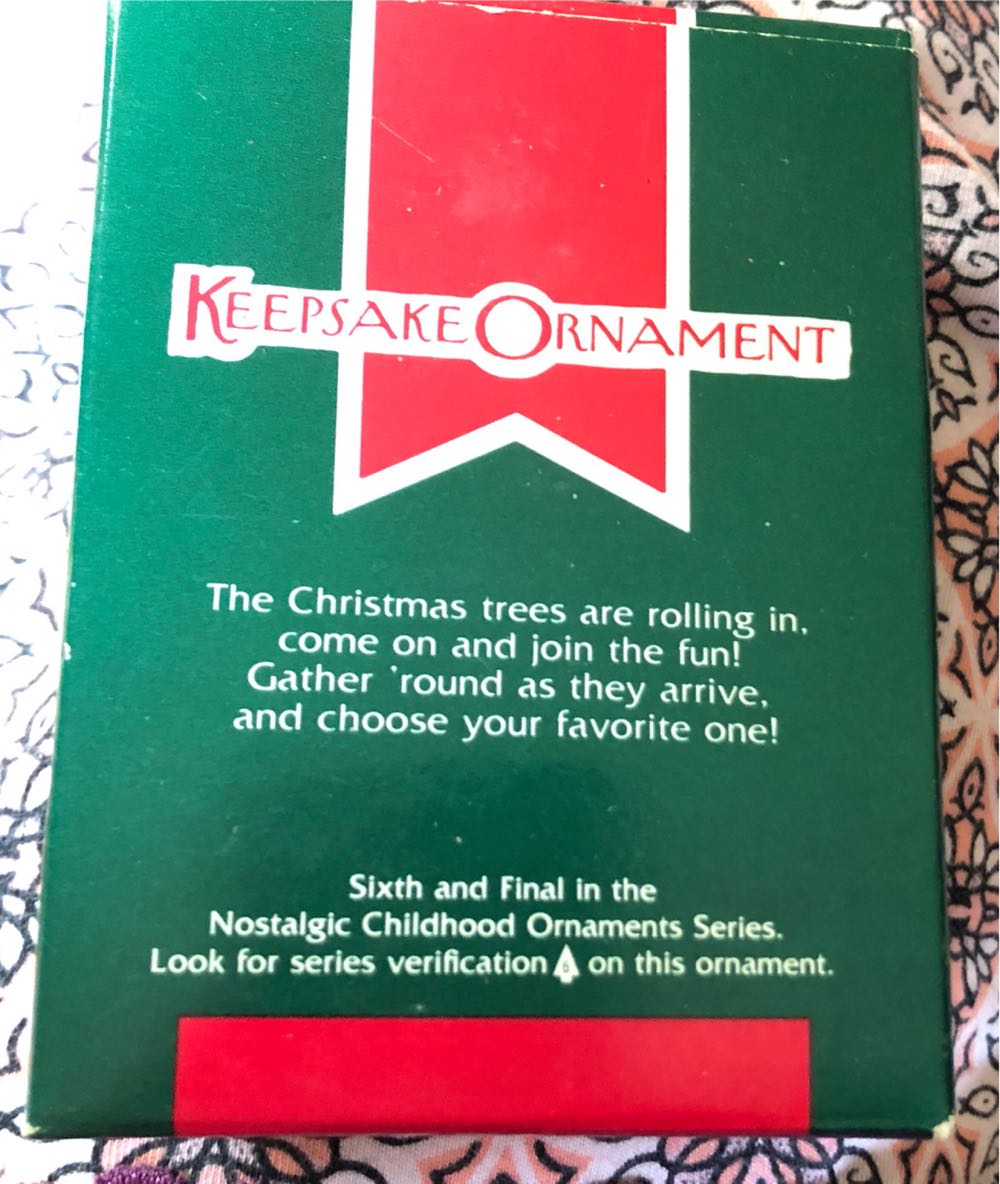 KEEPSAKE ORNAMENT
The Christmas trees are rolling in,
come on and join the fun!
Gather 'round as they arrive,
and choose your favorite one!
Sixth and Final in the
Nostalgic Childhood Ornaments Series.
Look for series verification 6 on this ornament.